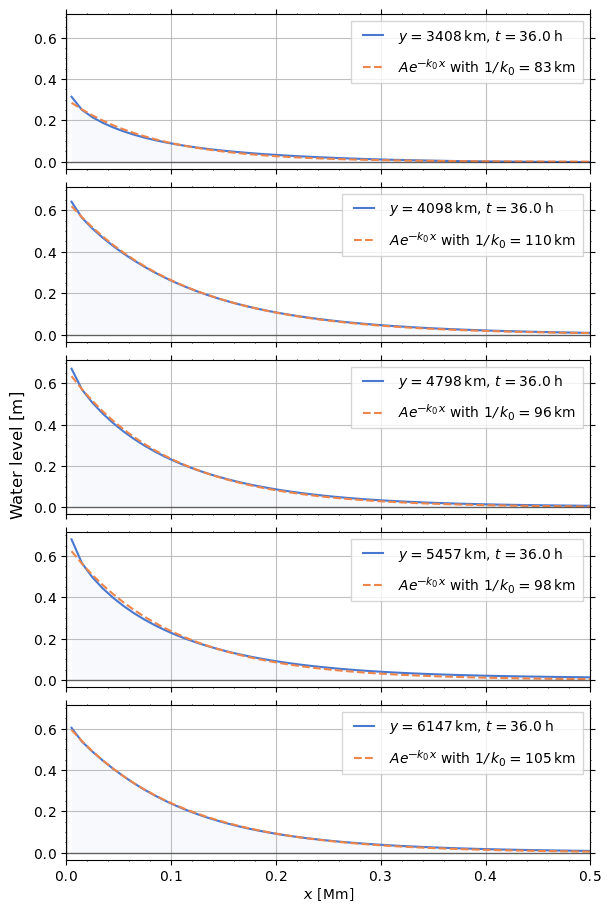 0.6
0.4
0.2
0.0
y = 3408 km, t = 36.0 h
Ae^{-k_0 x} with 1/k_0 = 83 km
0.6
0.4
0.2
0.0
y = 4098 km, t = 36.0 h
Ae^{-k_0 x} with 1/k_0 = 110 km
Water level [m]
0.6
0.4
0.2
0.0
y = 4798 km, t = 36.0 h
Ae^{-k_0 x} with 1/k_0 = 96 km
0.6
0.4
0.2
0.0
y = 5457 km, t = 36.0 h
Ae^{-k_0 x} with 1/k_0 = 98 km
0.6
0.4
0.2
0.0
y = 6147 km, t = 36.0 h
Ae^{-k_0 x} with 1/k_0 = 105 km
0.0 0.1 0.2 0.3 0.4 0.5
x [Mm]